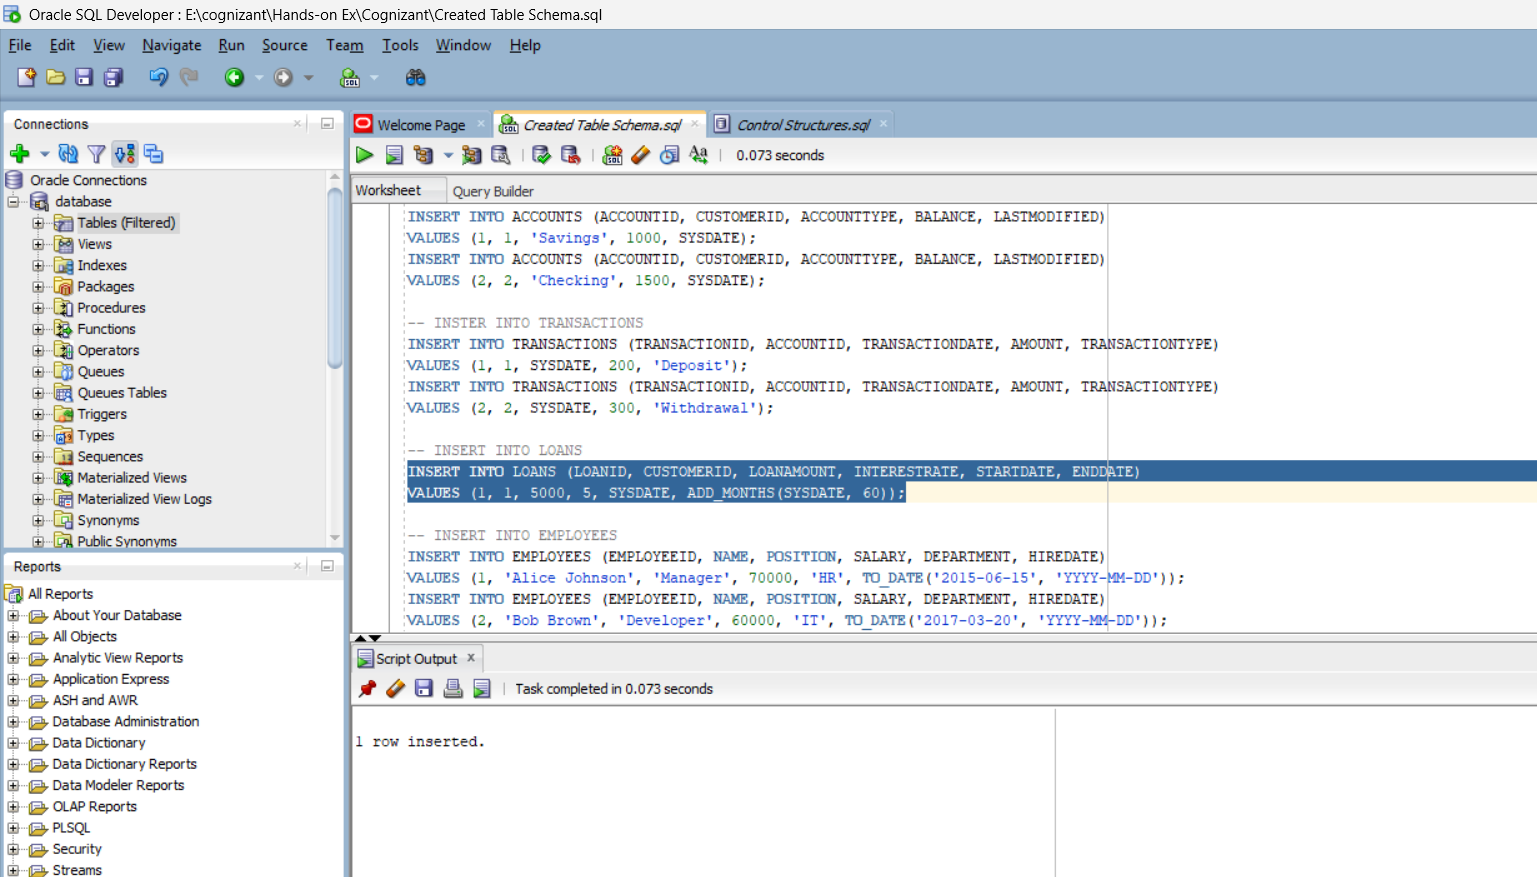 Oracle SQL Developer : E:\cognizant\Hands-on Ex\Cognizant\Created Table Schema.sql
File Edit View Navigate Run Source Team Tools Window Help
Connections
Oracle Connections
database
Tables (Filtered)
Views
Indexes
Packages
Procedures
Functions
Operators
Queues
Queues Tables
Triggers
Types
Sequences
Materialized Views
Materialized View Logs
Synonyms
Public Synonyms
Reports
All Reports
About Your Database
All Objects
Analytic View Reports
Application Express
ASH and AWR
Database Administration
Data Dictionary
Data Dictionary Reports
Data Modeler Reports
OLAP Reports
PLSQL
Security
Streams
Welcome Page Created Table Schema.sql Control Structures.sql
0.073 seconds
Worksheet Query Builder
INSERT INTO ACCOUNTS (ACCOUNTID, CUSTOMERID, ACCOUNTTYPE, BALANCE, LASTMODIFIED)
VALUES (1, 1, 'Savings', 1000, SYSDATE);
INSERT INTO ACCOUNTS (ACCOUNTID, CUSTOMERID, ACCOUNTTYPE, BALANCE, LASTMODIFIED)
VALUES (2, 2, 'Checking', 1500, SYSDATE);
-- INSTER INTO TRANSACTIONS
INSERT INTO TRANSACTIONS (TRANSACTIONID, ACCOUNTID, TRANSACTIONDATE, AMOUNT, TRANSACTIONTYPE)
VALUES (1, 1, SYSDATE, 200, 'Deposit');
INSERT INTO TRANSACTIONS (TRANSACTIONID, ACCOUNTID, TRANSACTIONDATE, AMOUNT, TRANSACTIONTYPE)
VALUES (2, 2, SYSDATE, 300, 'Withdrawal');
-- INSERT INTO LOANS
INSERT INTO LOANS (LOANID, CUSTOMERID, LOANAMOUNT, INTERESTRATE, STARTDATE, ENDDATE)
VALUES (1, 1, 5000, 5, SYSDATE, ADD_MONTHS(SYSDATE, 60));
-- INSERT INTO EMPLOYEES
INSERT INTO EMPLOYEES (EMPLOYEEID, NAME, POSITION, SALARY, DEPARTMENT, HIREDATE)
VALUES (1, 'Alice Johnson', 'Manager', 70000, 'HR', TO_DATE('2015-06-15', 'YYYY-MM-DD'));
INSERT INTO EMPLOYEES (EMPLOYEEID, NAME, POSITION, SALARY, DEPARTMENT, HIREDATE)
VALUES (2, 'Bob Brown', 'Developer', 60000, 'IT', TO_DATE('2017-03-20', 'YYYY-MM-DD'));
Script Output
Task completed in 0.073 seconds
1 row inserted.